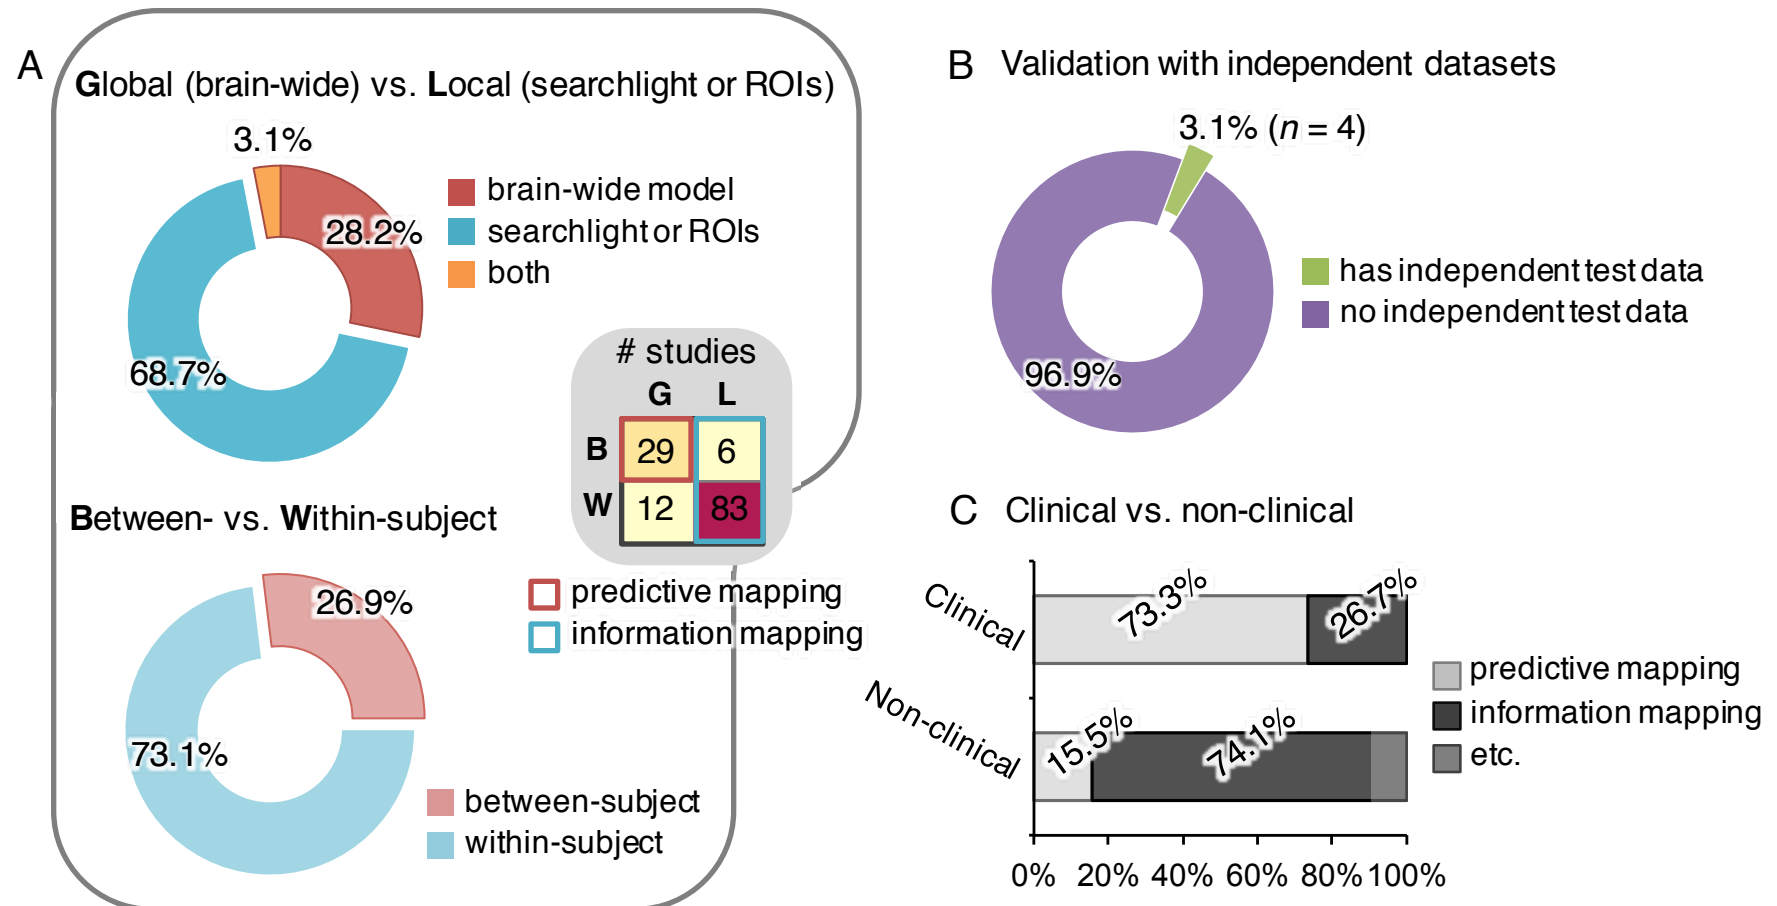 A
Global (brain-wide) vs. Local (searchlight or ROIs)
3.1%
28.2%
68.7%
brain-wide model
searchlight or ROIs
both
# studies
G L
B 29 6
W 12 83
predictive mapping
information mapping
Between- vs. Within-subject
26.9%
73.1%
between-subject
within-subject
B Validation with independent datasets
3.1% (n = 4)
96.9%
has independent test data
no independent test data
C Clinical vs. non-clinical
Clinical 73.3% 26.7%
Non-clinical 15.5% 74.1%
0% 20% 40% 60% 80% 100%
predictive mapping
information mapping
etc.